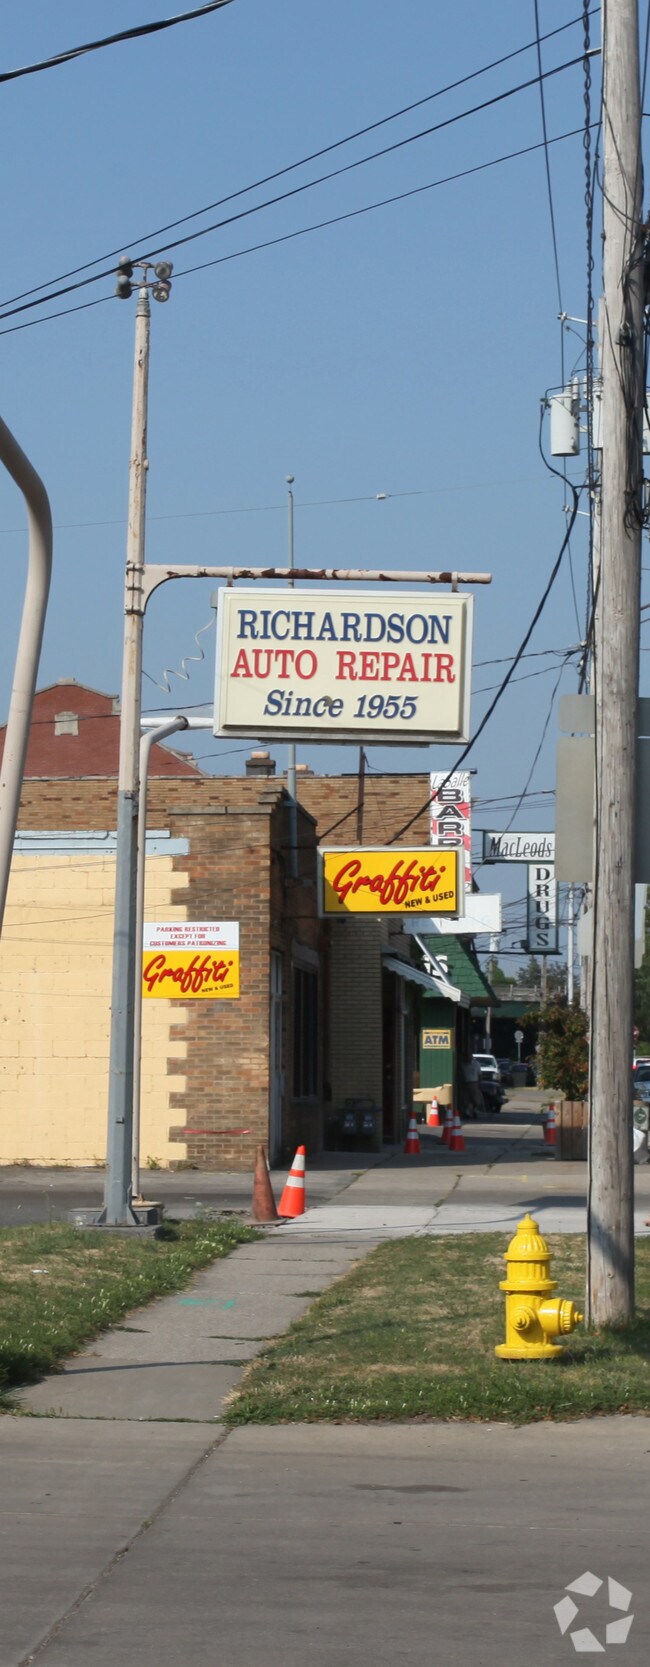 RICHARDSON
AUTO REPAIR
Since 1955
LaSalle
MacLeods
DRUGS
Graffiti
NEW & USED
PARKING RESTRICTED
EXCEPT FOR
CUSTOMERS PATRONIZING
Graffiti
NEW & USED
ATM